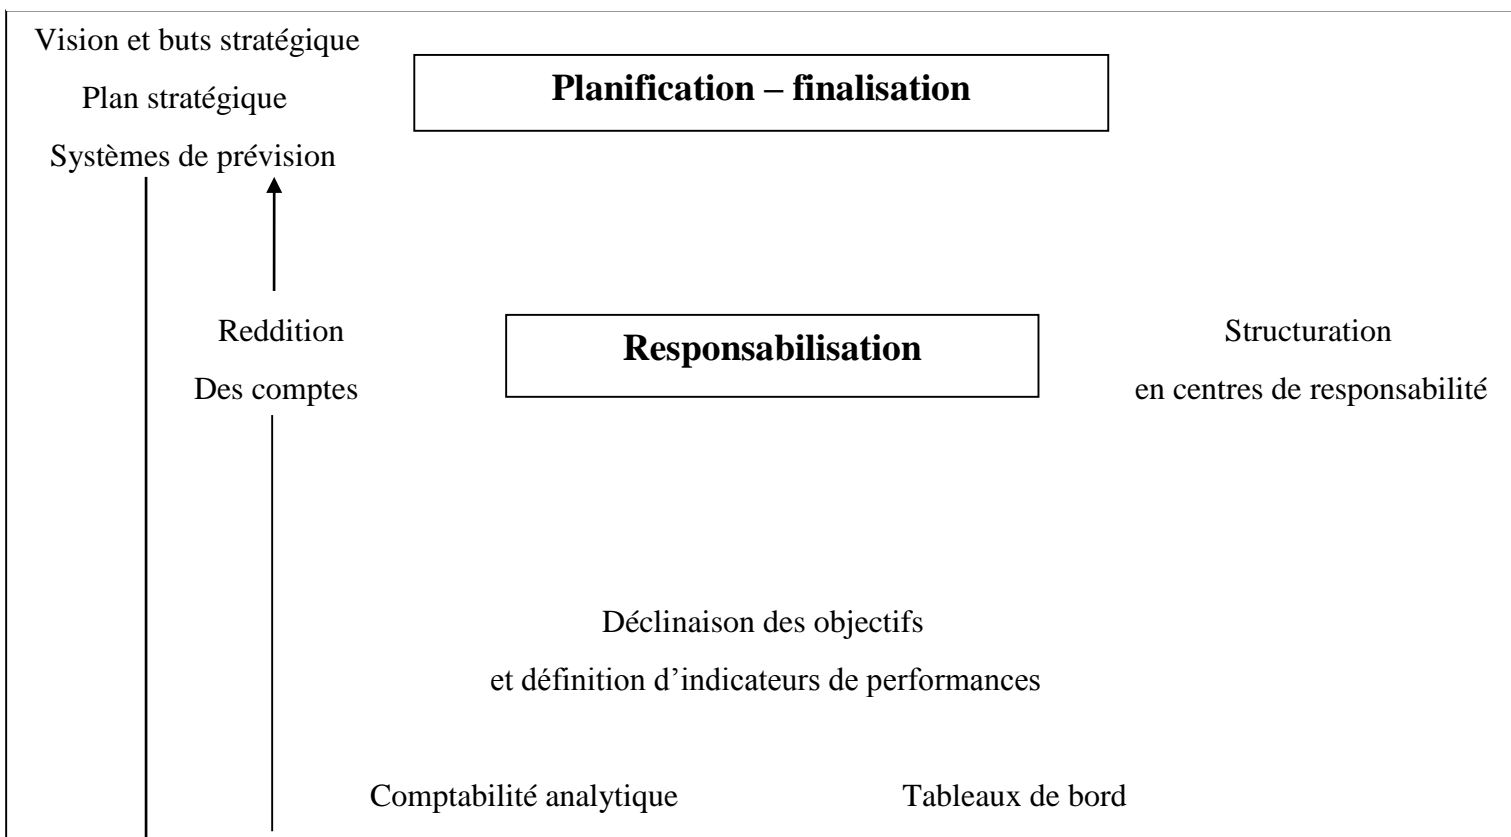 Vision et buts stratégique
Planification – finalisation
Plan stratégique
Systèmes de prévision
Reddition
Des comptes
Responsabilisation
Structuration
en centres de responsabilité
Déclinaison des objectifs
et définition d’indicateurs de performances
Comptabilité analytique
Tableaux de bord